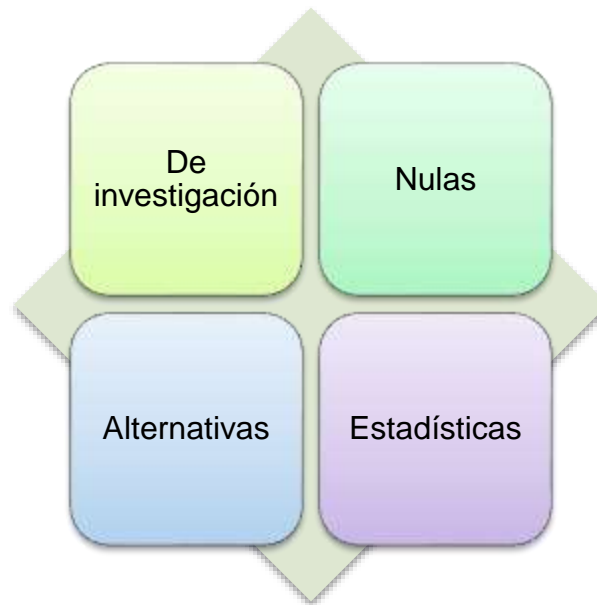 De
investigación
Nulas
Alternativas
Estadísticas